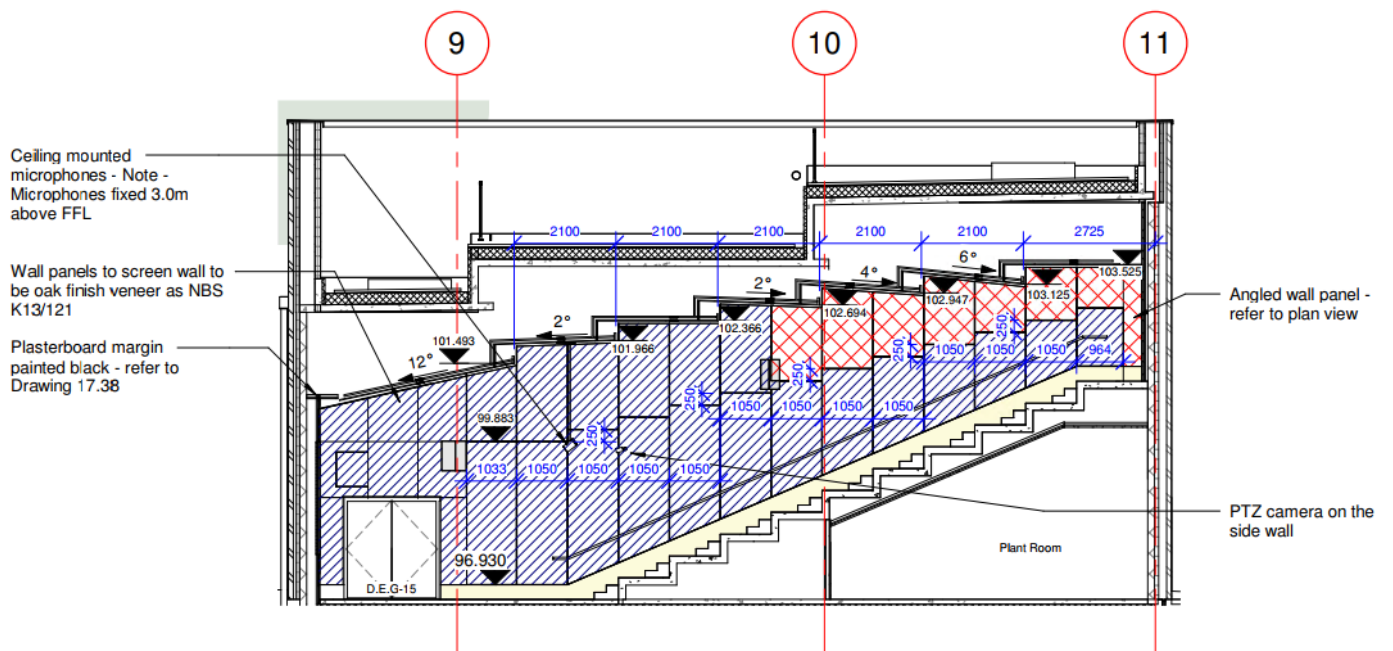 9
10
11
Ceiling mounted
microphones - Note -
Microphones fixed 3.0m
above FFL
Wall panels to screen wall to
be oak finish veneer as NBS
K13/121
Plasterboard margin
painted black - refer to
Drawing 17.38
2100
2100
2100
2100
2100
2725
12°
2°
2°
4°
6°
101.493
101.966
102.366
102.694
102.947
103.125
103.525
99.883
96.930
250
250
250
250
250
1033
1050
1050
1050
1050
1050
1050
1050
1050
1050
1050
1050
964
D.E.G-15
Plant Room
Angled wall panel -
refer to plan view
PTZ camera on the
side wall